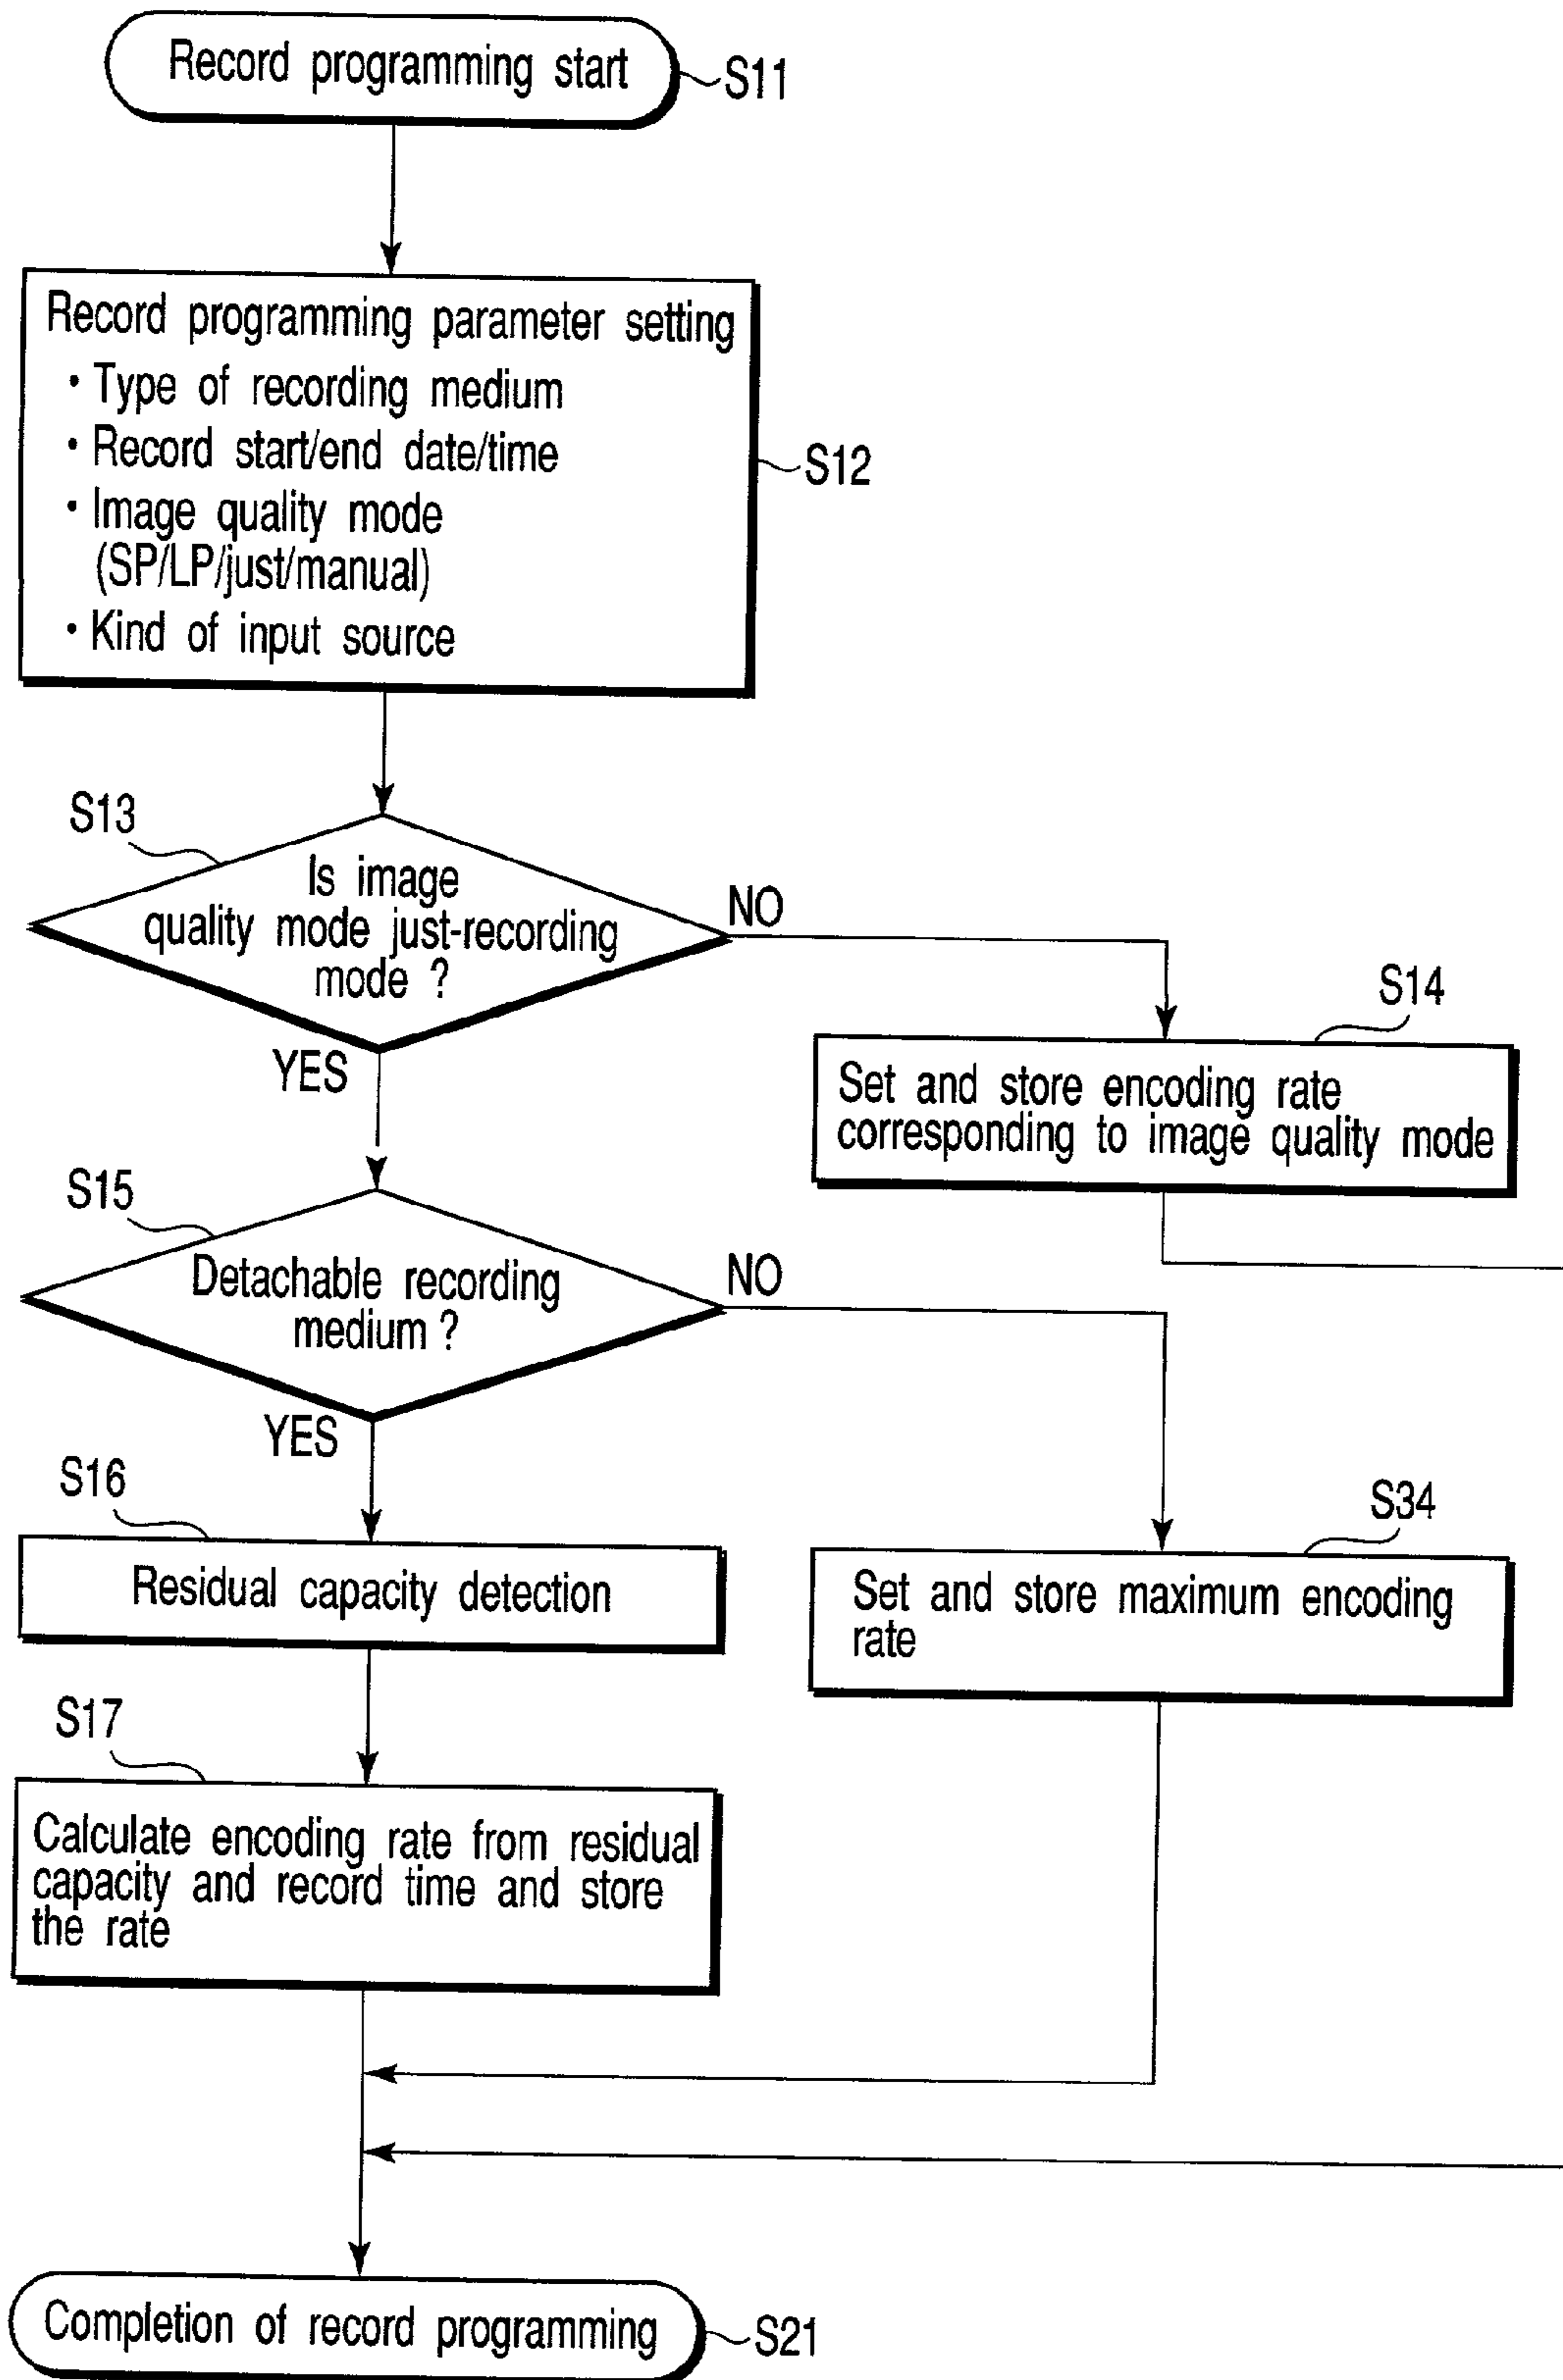 Record programming start
S11
Record programming parameter setting
• Type of recording medium
• Record start/end date/time
• Image quality mode
(SP/LP/just/manual)
• Kind of input source
S12
S13
Is image
quality mode just-recording
mode ?
NO
YES
S14
Set and store encoding rate
corresponding to image quality mode
S15
Detachable recording
medium ?
NO
YES
S16
Residual capacity detection
S34
Set and store maximum encoding
rate
S17
Calculate encoding rate from residual
capacity and record time and store
the rate
Completion of record programming
S21